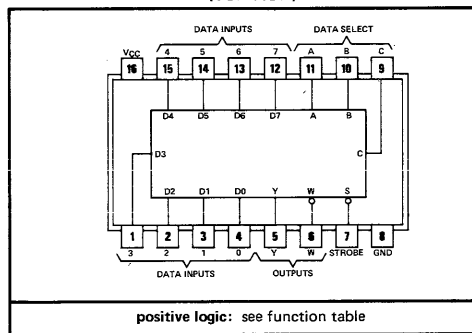 DATA INPUTS DATA SELECT
VCC 4 5 6 7 A B C
16 15 14 13 12 11 10 9
D4 D5 D6 D7 A B
D3 C
D2 D1 D0 Y W S
1 2 3 4 5 6 7 8
3 2 1 0 Y W STROBE GND
DATA INPUTS OUTPUTS
positive logic: see function table